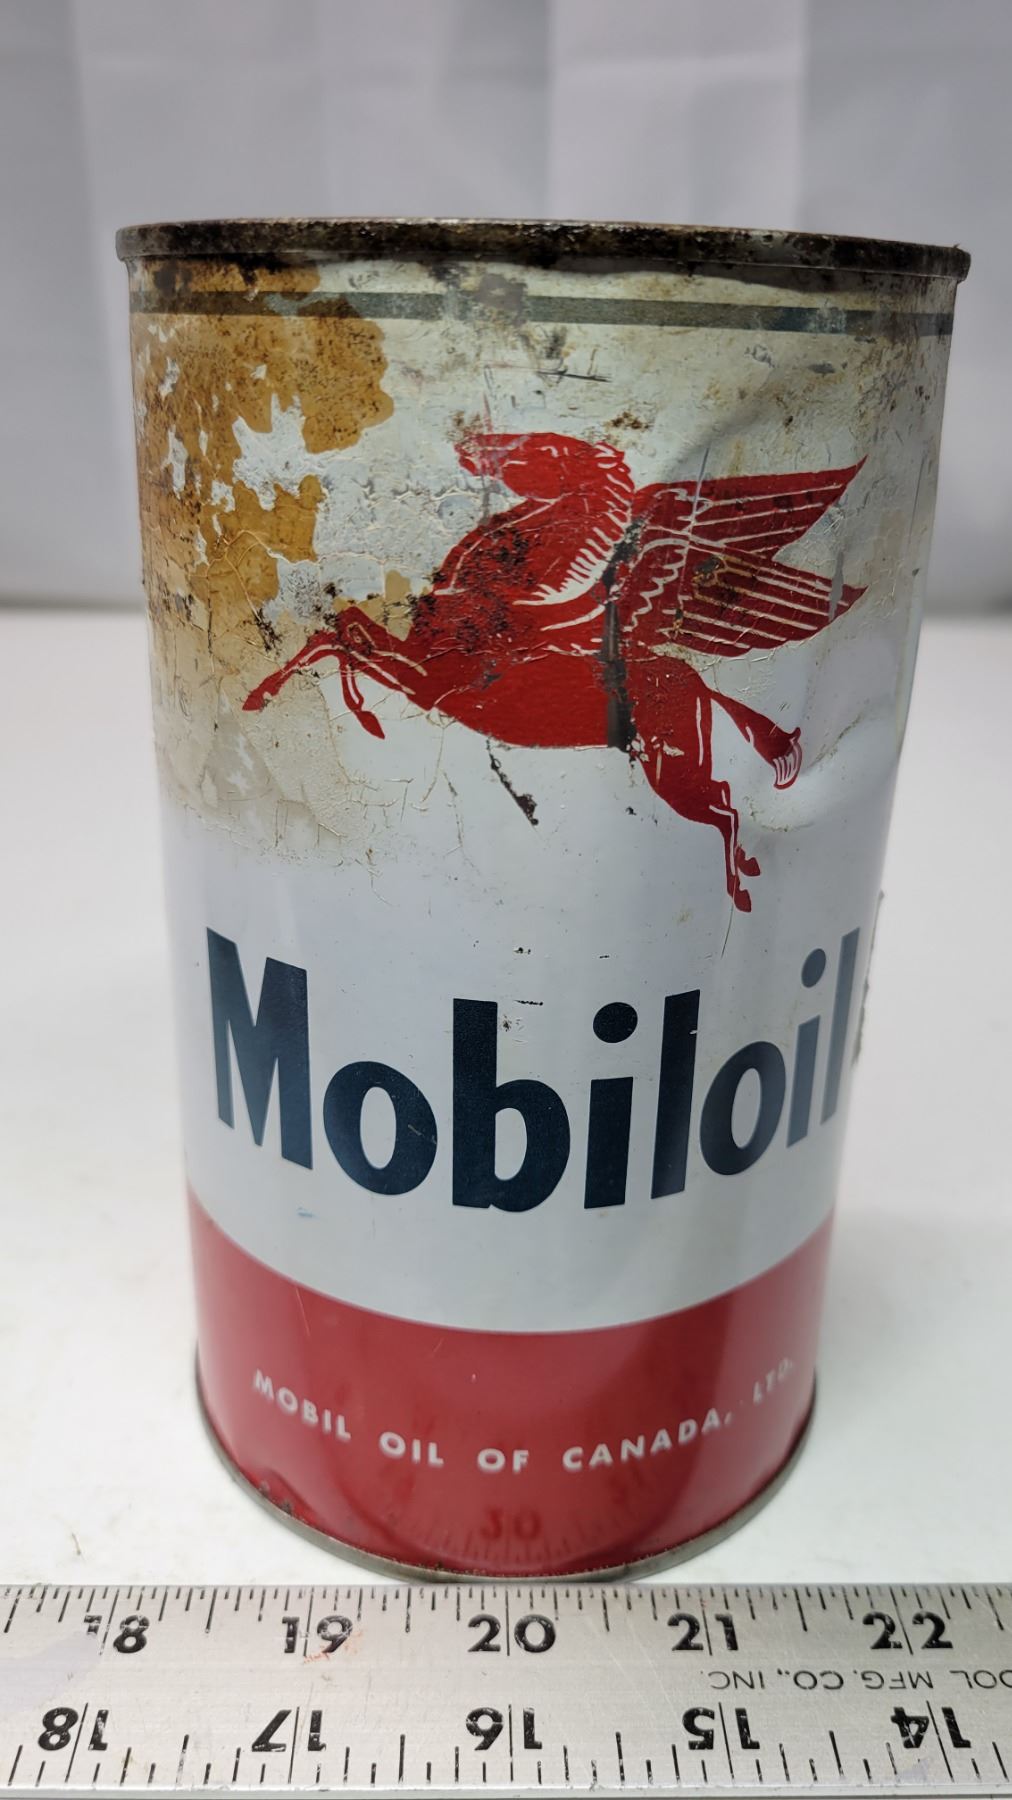 Mobiloil
MOBIL OIL OF CANADA, LTD.
18 19 20 21 22
OOL MFG. CO., INC.
18 17 16 15 14